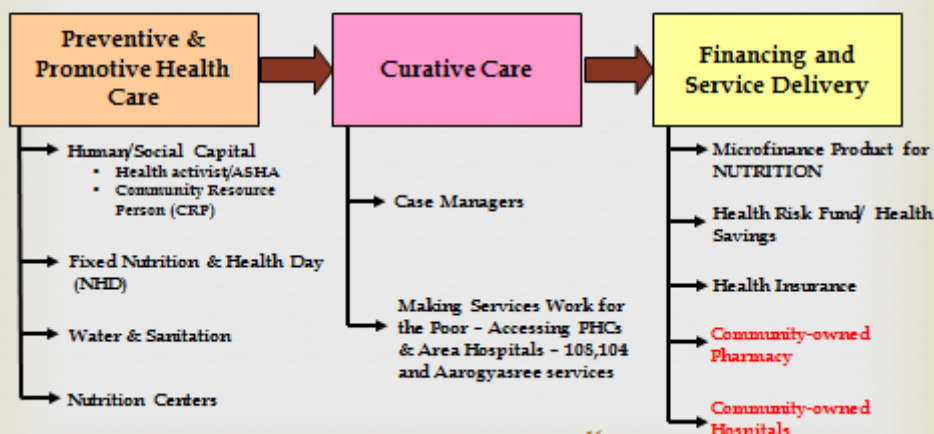 Preventive &
Promotive Health
Care
Human/Social Capital
• Health activist/ASHA
• Community Resource
Person (CRP)
Fixed Nutrition & Health Day
(NHD)
Water & Sanitation
Nutrition Centers
Curative Care
Case Managers
Making Services Work for
the Poor – Accessing PHCs
& Area Hospitals – 108,104
and Aarogyasree services
Financing and
Service Delivery
Microfinance Product for
NUTRITION
Health Risk Fund/ Health
Savings
Health Insurance
Community-owned
Pharmacy
Community-owned
Hospitals